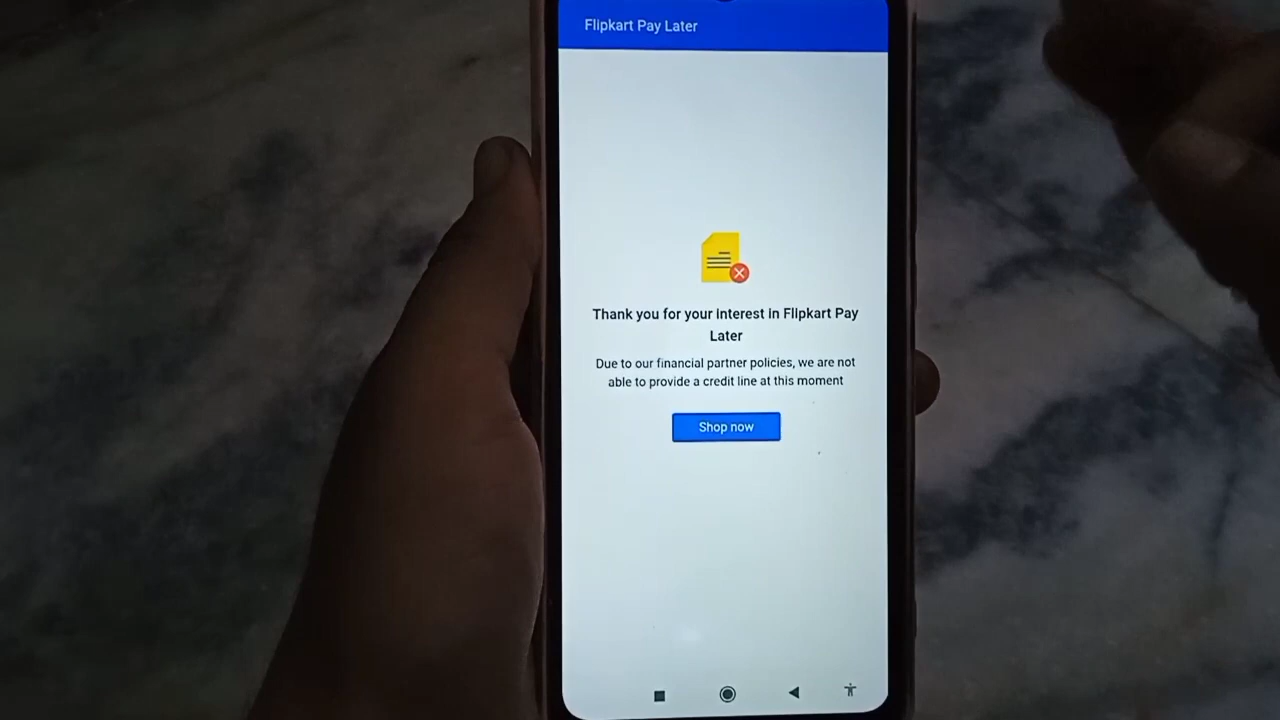 Flipkart Pay Later
Thank you for your interest in Flipkart Pay
Later
Due to our financial partner policies, we are not
able to provide a credit line at this moment
Shop now